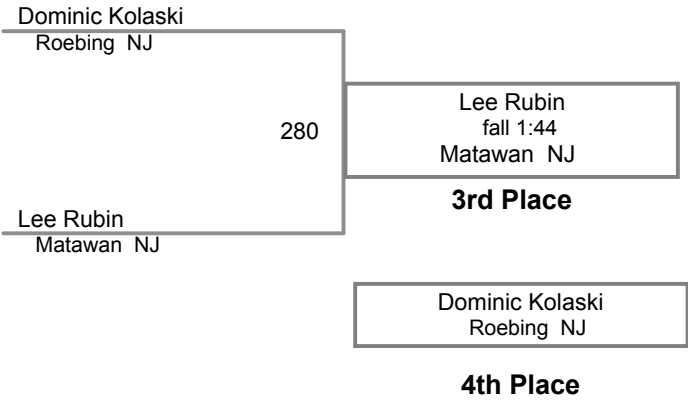 Dominic Kolaski
Roebing NJ
280
Lee Rubin
fall 1:44
Matawan NJ
3rd Place
Lee Rubin
Matawan NJ
Dominic Kolaski
Roebing NJ
4th Place